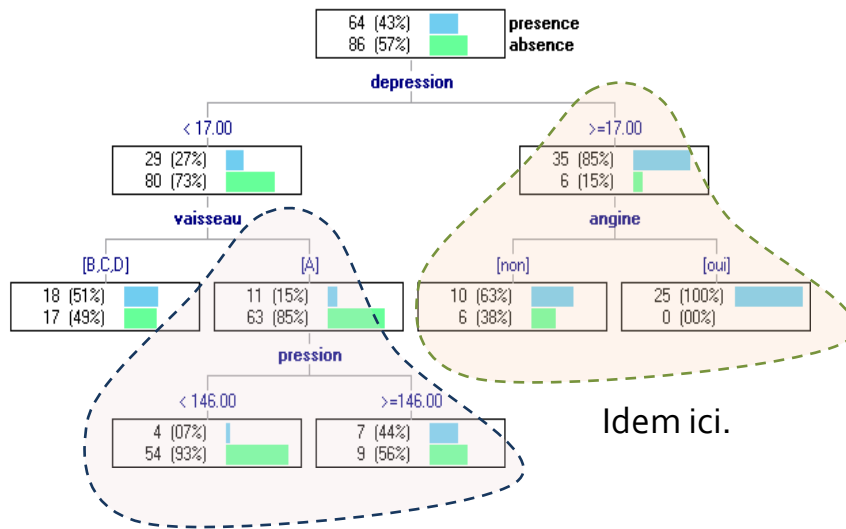 64 (43%) presence
86 (57%) absence
depression
< 17.00 >=17.00
29 (27%) 35 (85%)
80 (73%) 6 (15%)
vaisseau angine
[B,C,D] [A] [non] [oui]
18 (51%) 11 (15%) 10 (63%) 25 (100%)
17 (49%) 63 (85%) 6 (38%) 0 (00%)
pression
< 146.00 >=146.00
Idem ici.
4 (07%) 7 (44%)
54 (93%) 9 (56%)